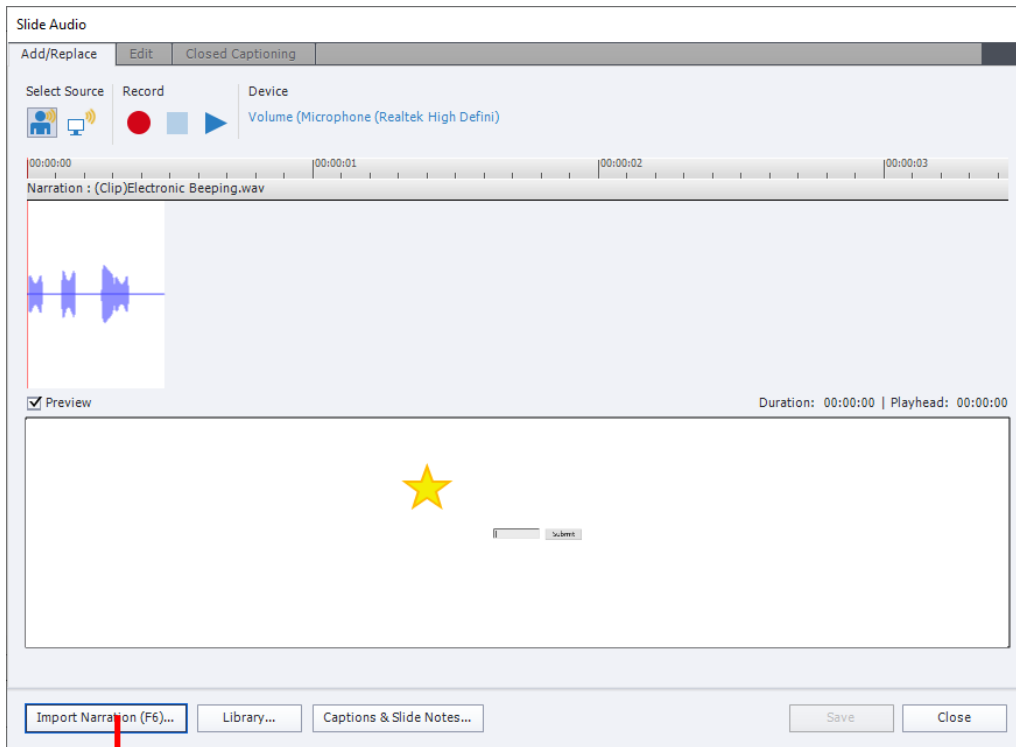 Slide Audio
Add/Replace Edit Closed Captioning
Select Source Record Device
Volume (Microphone (Realtek High Defini)
00:00:00 00:00:01 00:00:02 00:00:03
Narration : (Clip)Electronic Beeping.wav
Preview Duration: 00:00:00 | Playhead: 00:00:00
Submit
Import Narration (F6)... Library... Captions & Slide Notes... Save Close